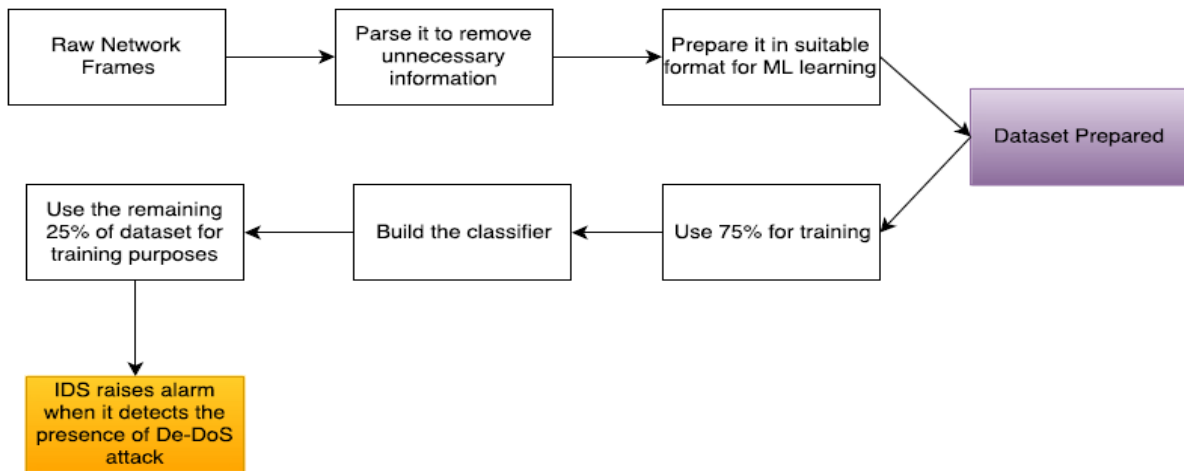 Raw Network
Frames
Parse it to remove
unnecessary
information
Prepare it in suitable
format for ML learning
Dataset Prepared
Use 75% for training
Build the classifier
Use the remaining
25% of dataset for
training purposes
IDS raises alarm
when it detects the
presence of De-DoS
attack